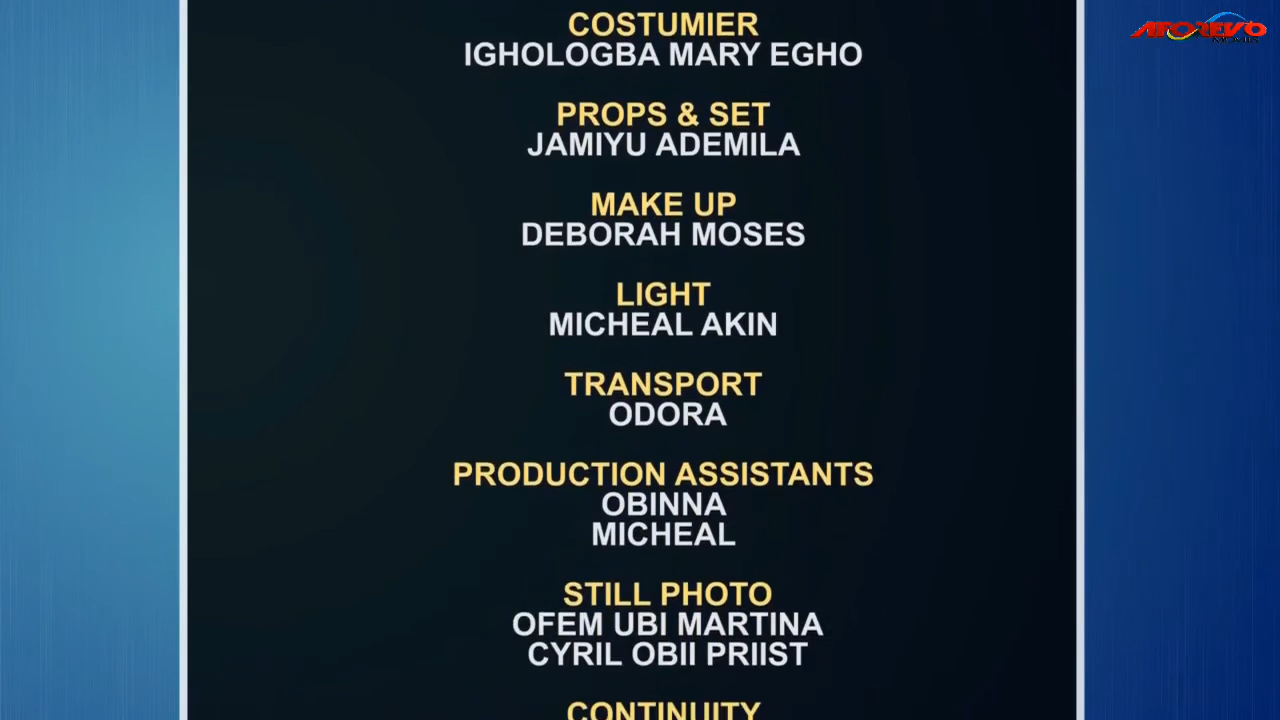 AFOREVO
COSTUMIER
IGHOLOGBA MARY EGHO
PROPS & SET
JAMIYU ADEMILA
MAKE UP
DEBORAH MOSES
LIGHT
MICHEAL AKIN
TRANSPORT
ODORA
PRODUCTION ASSISTANTS
OBINNA
MICHEAL
STILL PHOTO
OFEM UBI MARTINA
CYRIL OBII PRIIST
CONTINUITY